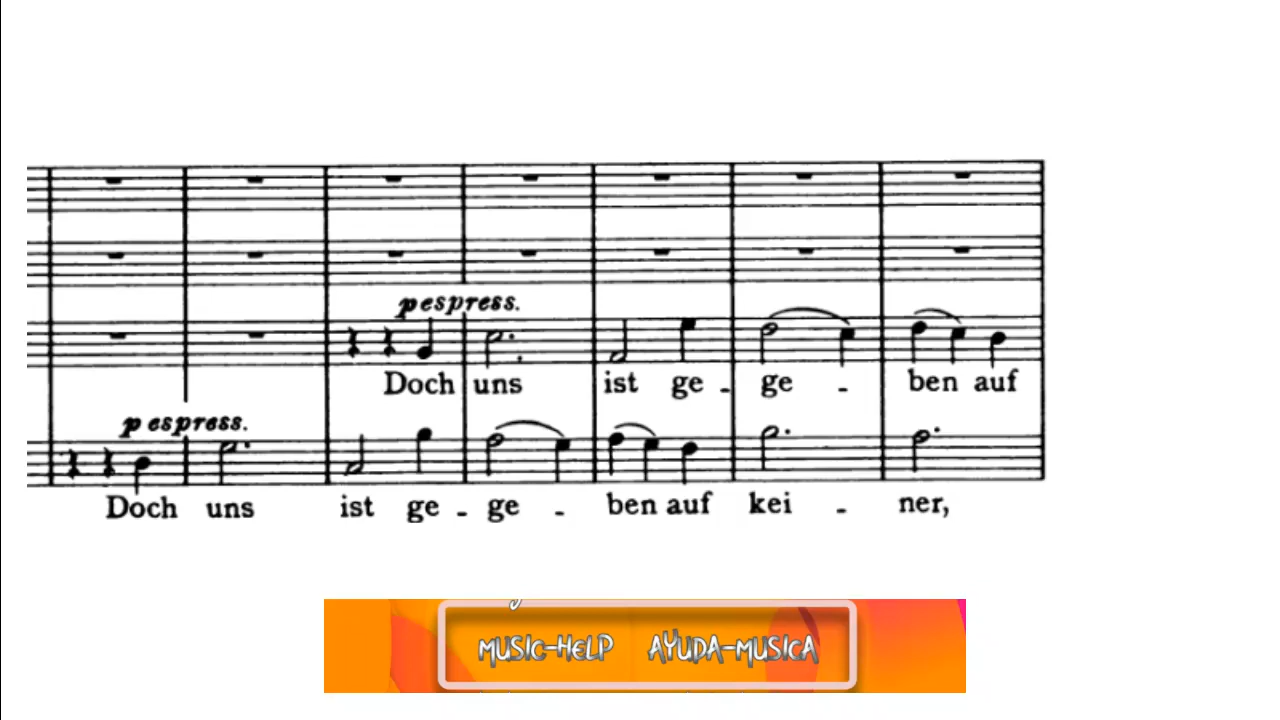 p espress.
Doch uns ist ge - ge - ben auf
p espress.
Doch uns ist ge - ge - ben auf kei - ner,
MUSIC-HELP AYUDA-MUSICA